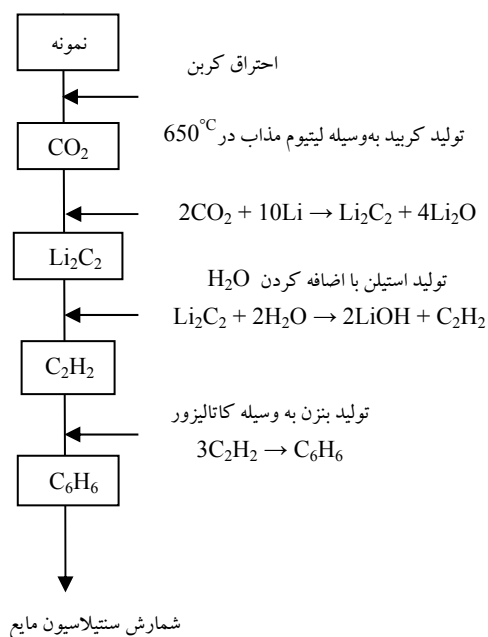 نمونه
احتراق کربن
CO₂
تولید کربید به‌وسیله لیتیوم مذاب در 650°C
2CO₂ + 10Li → Li₂C₂ + 4Li₂O
Li₂C₂
تولید استیلن با اضافه کردن H₂O
Li₂C₂ + 2H₂O → 2LiOH + C₂H₂
C₂H₂
تولید بنزن به وسیله کاتالیزور
3C₂H₂ → C₆H₆
C₆H₆
شمارش سنتیلاسیون مایع